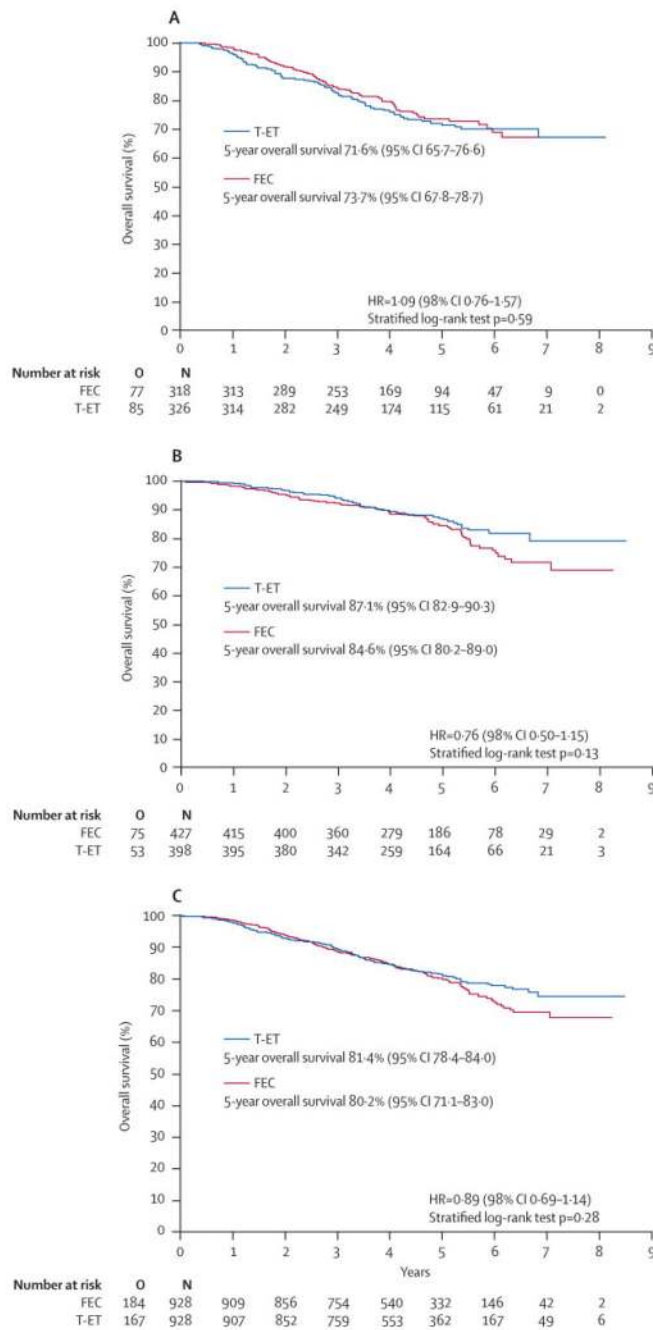 A
100
90
80
70
60
50
40
30
20
10
0
Overall survival (%)
T-ET
5-year overall survival 71·6% (95% CI 65·7–76·6)
FEC
5-year overall survival 73·7% (95% CI 67·8–78·7)
HR=1·09 (98% CI 0·76–1·57)
Stratified log-rank test p=0·59
0 1 2 3 4 5 6 7 8 9
Number at risk O N
FEC 77 318 313 289 253 169 94 47 9 0
T-ET 85 326 314 282 249 174 115 61 21 2
B
100
90
80
70
60
50
40
30
20
10
0
Overall survival (%)
T-ET
5-year overall survival 87·1% (95% CI 82·9–90·3)
FEC
5-year overall survival 84·6% (95% CI 80·2–89·0)
HR=0·76 (98% CI 0·50–1·15)
Stratified log-rank test p=0·13
0 1 2 3 4 5 6 7 8 9
Number at risk O N
FEC 75 427 415 400 360 279 186 78 29 2
T-ET 53 398 395 380 342 259 164 66 21 3
C
100
90
80
70
60
50
40
30
20
10
0
Overall survival (%)
T-ET
5-year overall survival 81·4% (95% CI 78·4–84·0)
FEC
5-year overall survival 80·2% (95% CI 71·1–83·0)
HR=0·89 (98% CI 0·69–1·14)
Stratified log-rank test p=0·28
0 1 2 3 4 5 6 7 8 9
Years
Number at risk O N
FEC 184 928 909 856 754 540 332 146 42 2
T-ET 167 928 907 852 759 553 362 167 49 6